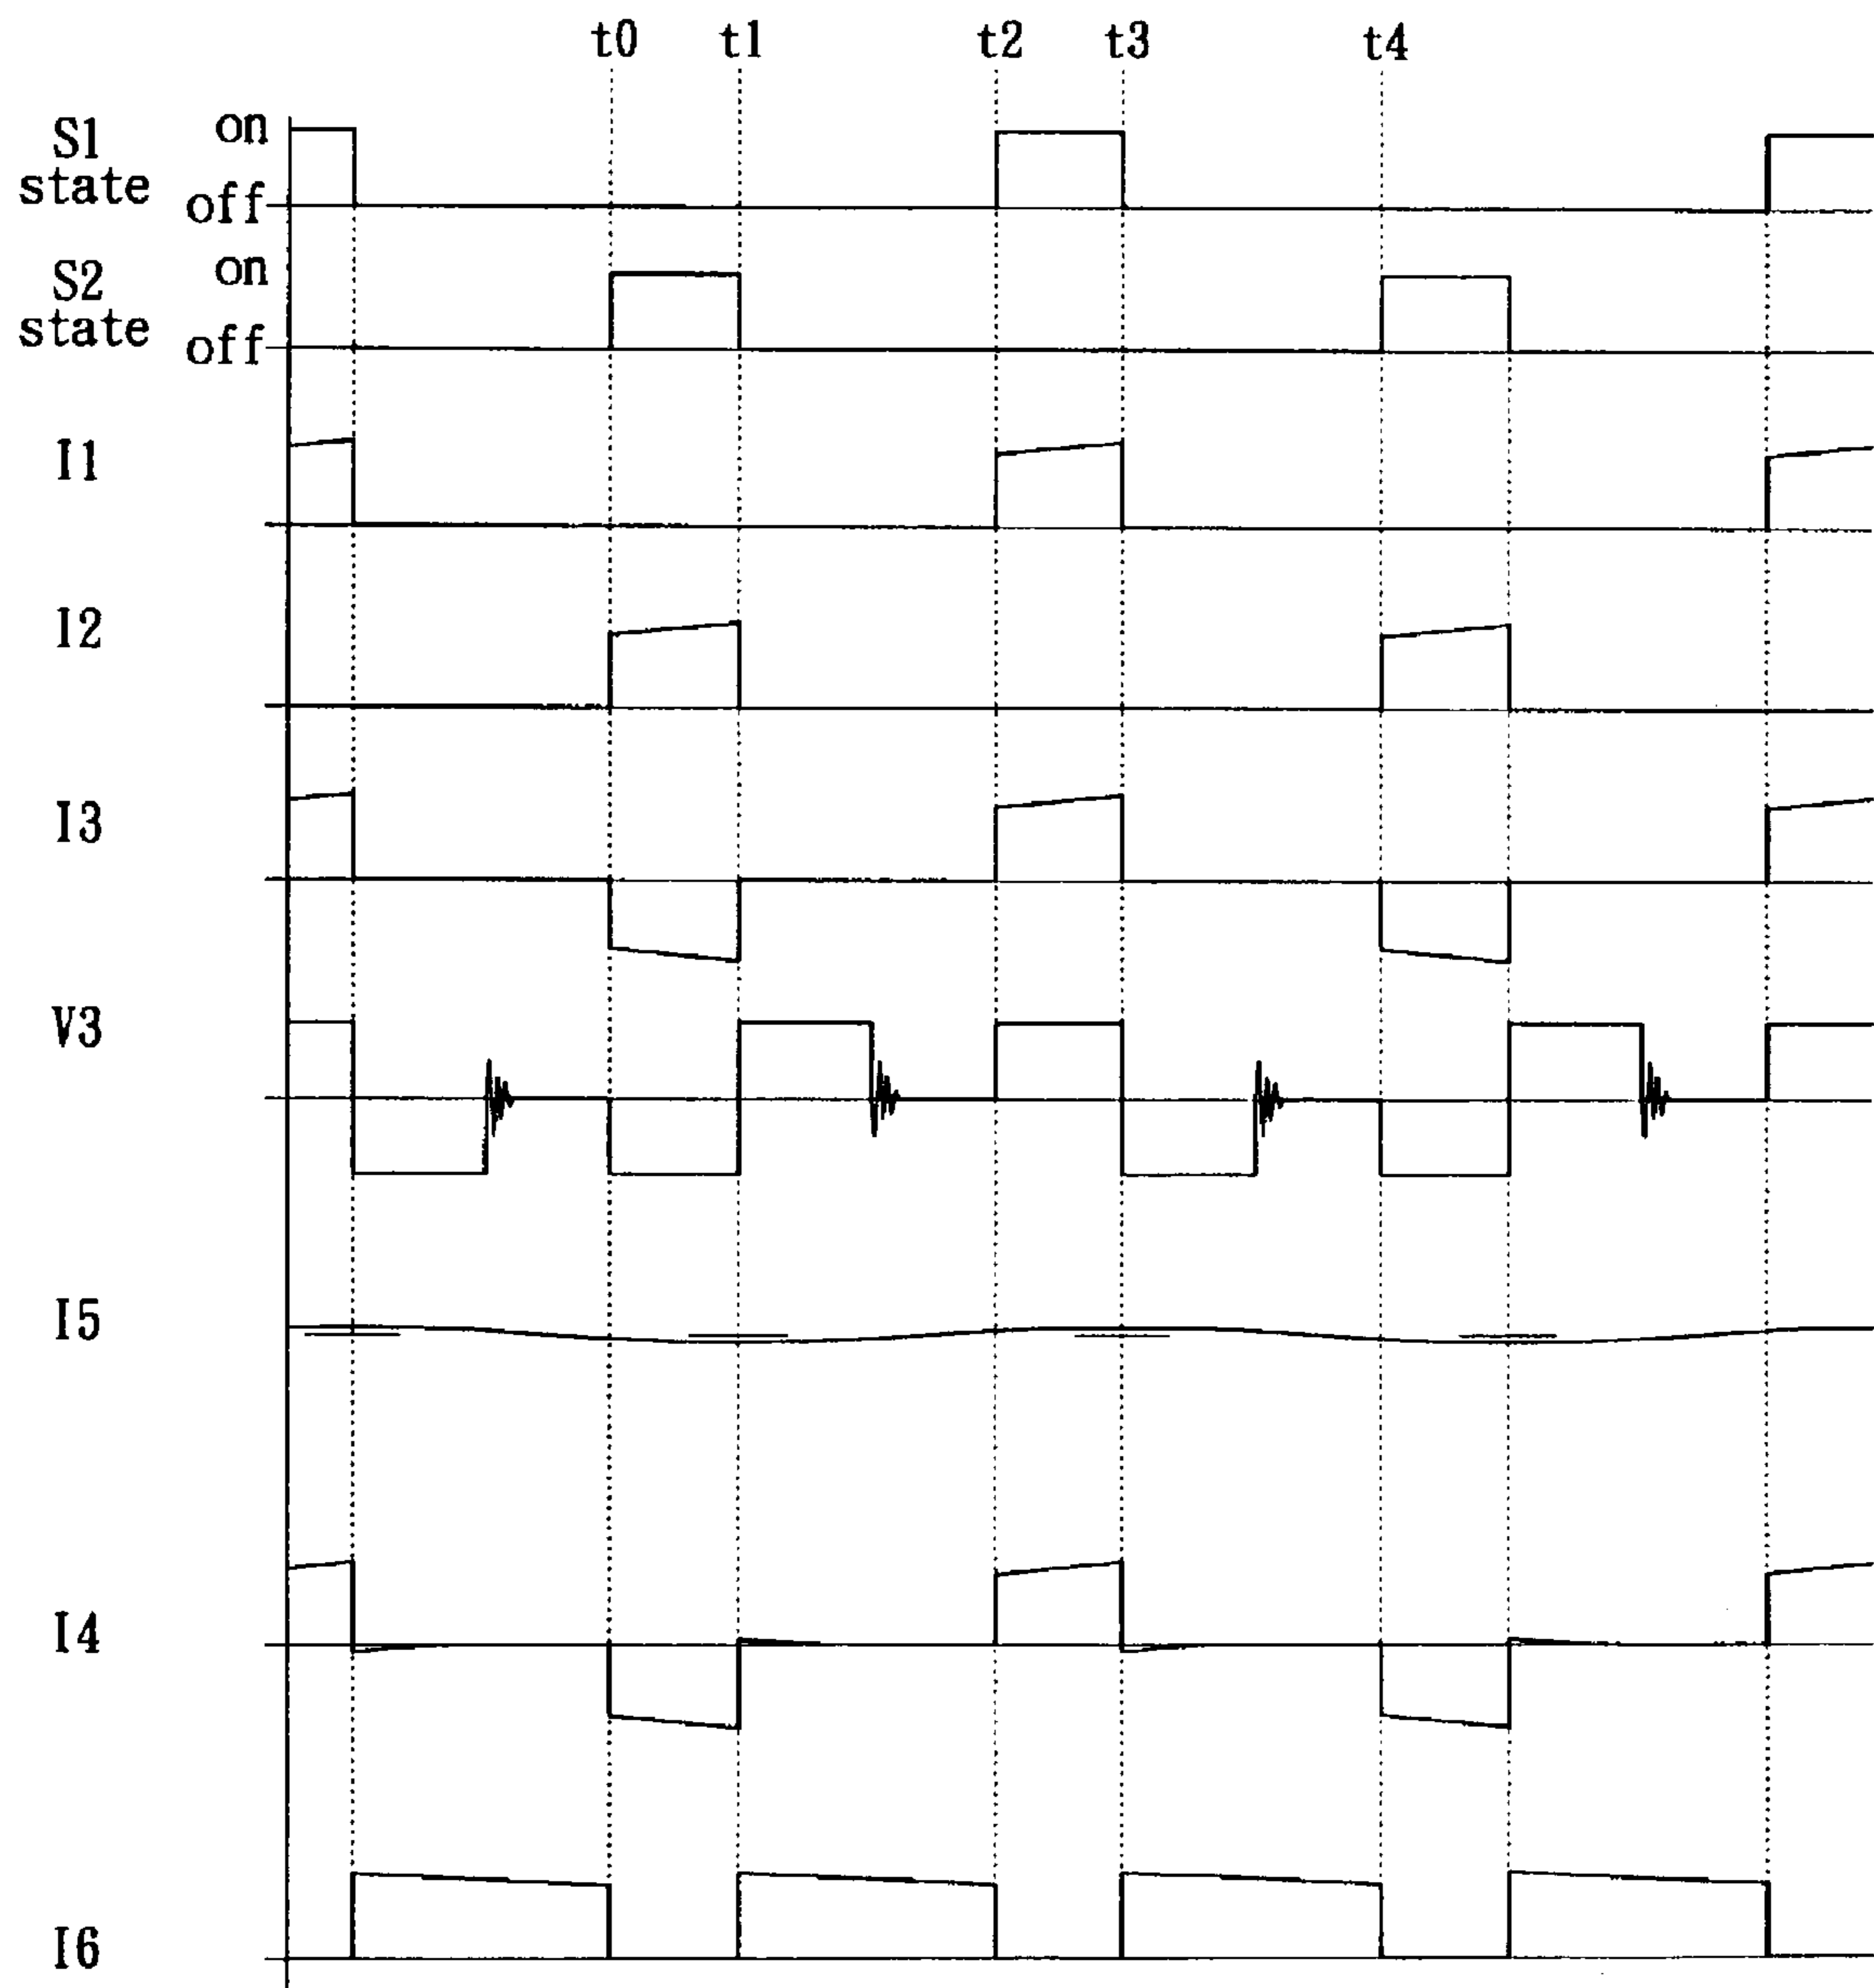 t0 t1 t2 t3 t4
S1 state
on
off
S2 state
on
off
I1
I2
I3
V3
I5
I4
I6